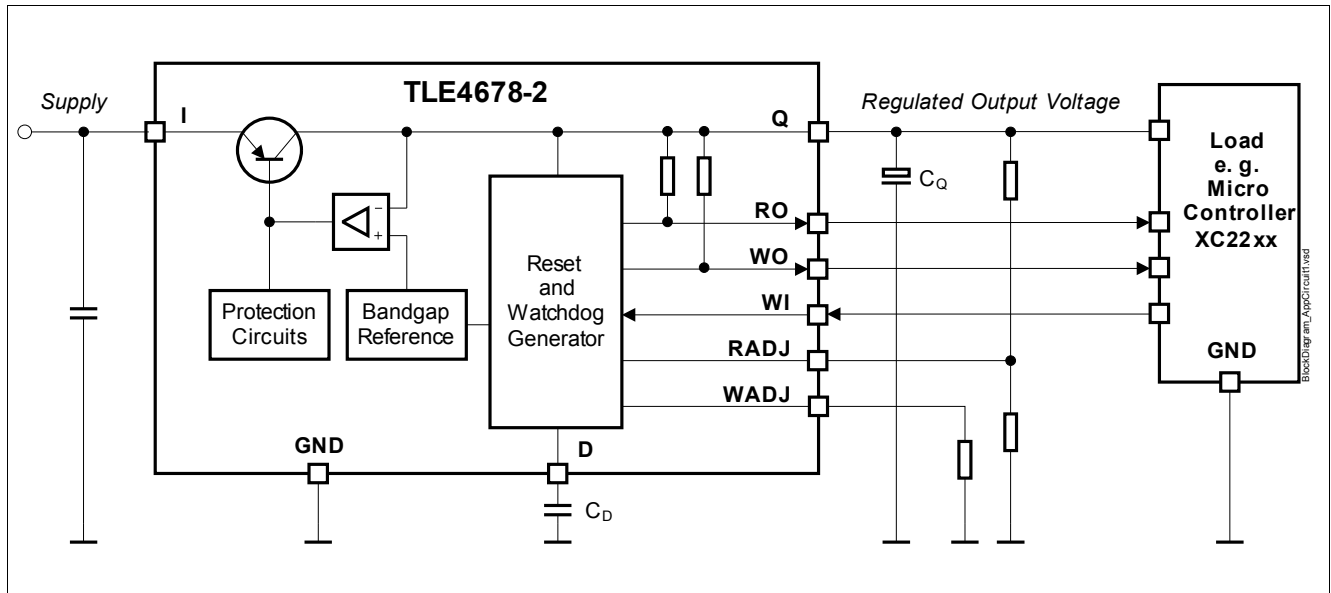 TLE4678-2
Supply
I
Q
Regulated Output Voltage
Load
e. g.
Micro
Controller
XC22xx
C_Q
-
+
RO
WO
WI
RADJ
WADJ
Reset
and
Watchdog
Generator
Protection
Circuits
Bandgap
Reference
GND
D
C_D
GND
BlockDiagram_AppCircuit1.vsd